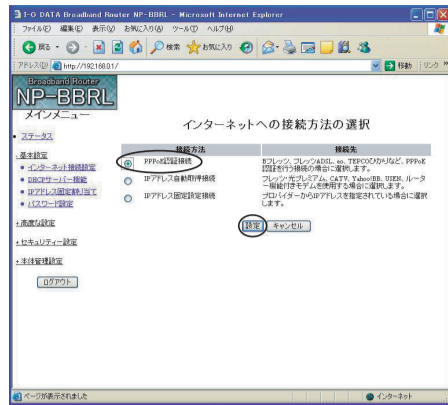 I-O DATA Broadband Router NP-BBRL - Microsoft Internet Explorer
ファイル(F) 編集(E) 表示(V) お気に入り(A) ツール(T) ヘルプ(H)
戻る 検索 お気に入り
アドレス(D) http://192.168.0.1/ 移動 リンク
Broadband Router
NP-BBRL
メインメニュー
ステータス
基本設定
インターネット接続設定
DHCPサーバー機能
IPアドレス固定割り当て
パスワード設定
高度な設定
セキュリティー設定
本体管理設定
ログアウト
インターネットへの接続方法の選択
接続方法 接続先
PPPoE認証接続 Bフレッツ、フレッツADSL、eo、TEPCOひかりなど、PPPoE
認証を行う接続の場合に選択します。
IPアドレス自動取得接続 フレッツ・光プレミアム、CATV、Yahoo!BB、UIEN、ルータ
ー機能付きモデムを使用する場合に選択します。
IPアドレス固定設定接続 プロバイダーからIPアドレスを指定されている場合に選択
します。
設定 キャンセル
ページが表示されました インターネット